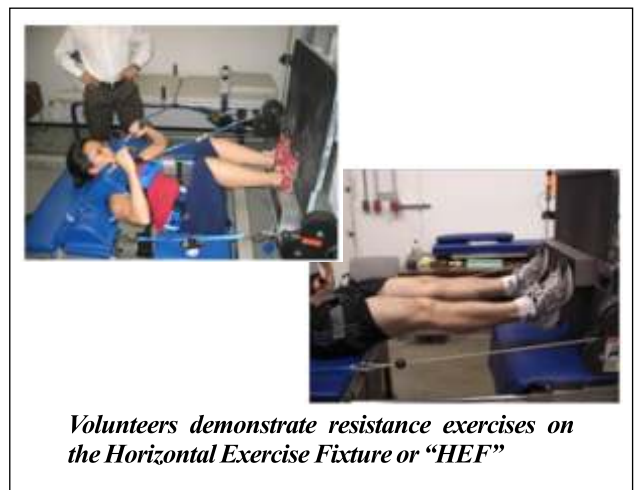 Volunteers demonstrate resistance exercises on
the Horizontal Exercise Fixture or “HEF”